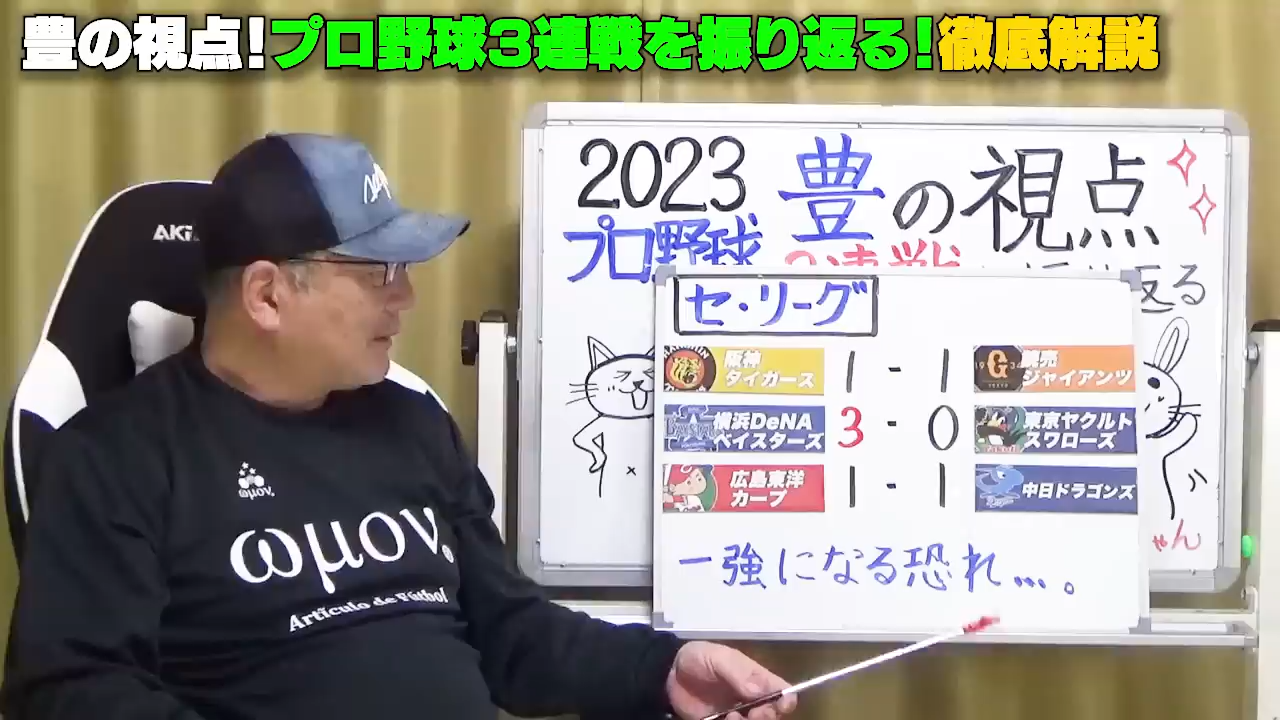 豊の視点!プロ野球3連戦を振り返る!徹底解説
2023 豊の視点
プロ野球
返る
セ・リーグ
阪神タイガース 1 - 1 読売ジャイアンツ
横浜DeNAベイスターズ 3 - 0 東京ヤクルトスワローズ
広島東洋カープ 1 - 1 中日ドラゴンズ
一強になる恐れ...。
ゃん
ωμον.
ωμον.
Artículo de Fútbol